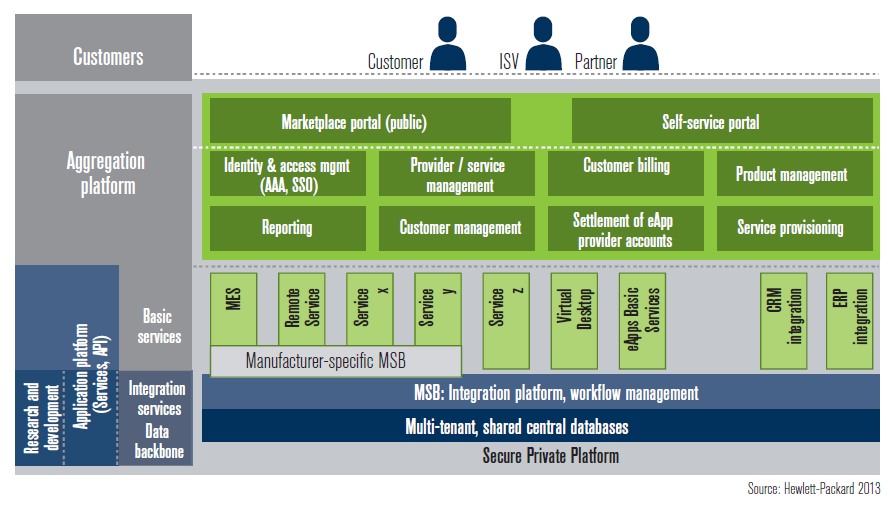 Customers
Customer
ISV
Partner
Aggregation
platform
Marketplace portal (public)
Self-service portal
Identity & access mgmt
(AAA, SSO)
Provider / service
management
Customer billing
Product management
Reporting
Customer management
Settlement of eApp
provider accounts
Service provisioning
Research and
development
Application platform
(Services, API)
Basic
services
MES
Remote
Service
Service
x
Service
y
Service
z
Virtual
Desktop
eApps Basic
Services
CRM
integration
ERP
integration
Manufacturer-specific MSB
Integration
services
Data
backbone
MSB: Integration platform, workflow management
Multi-tenant, shared central databases
Secure Private Platform
Source: Hewlett-Packard 2013